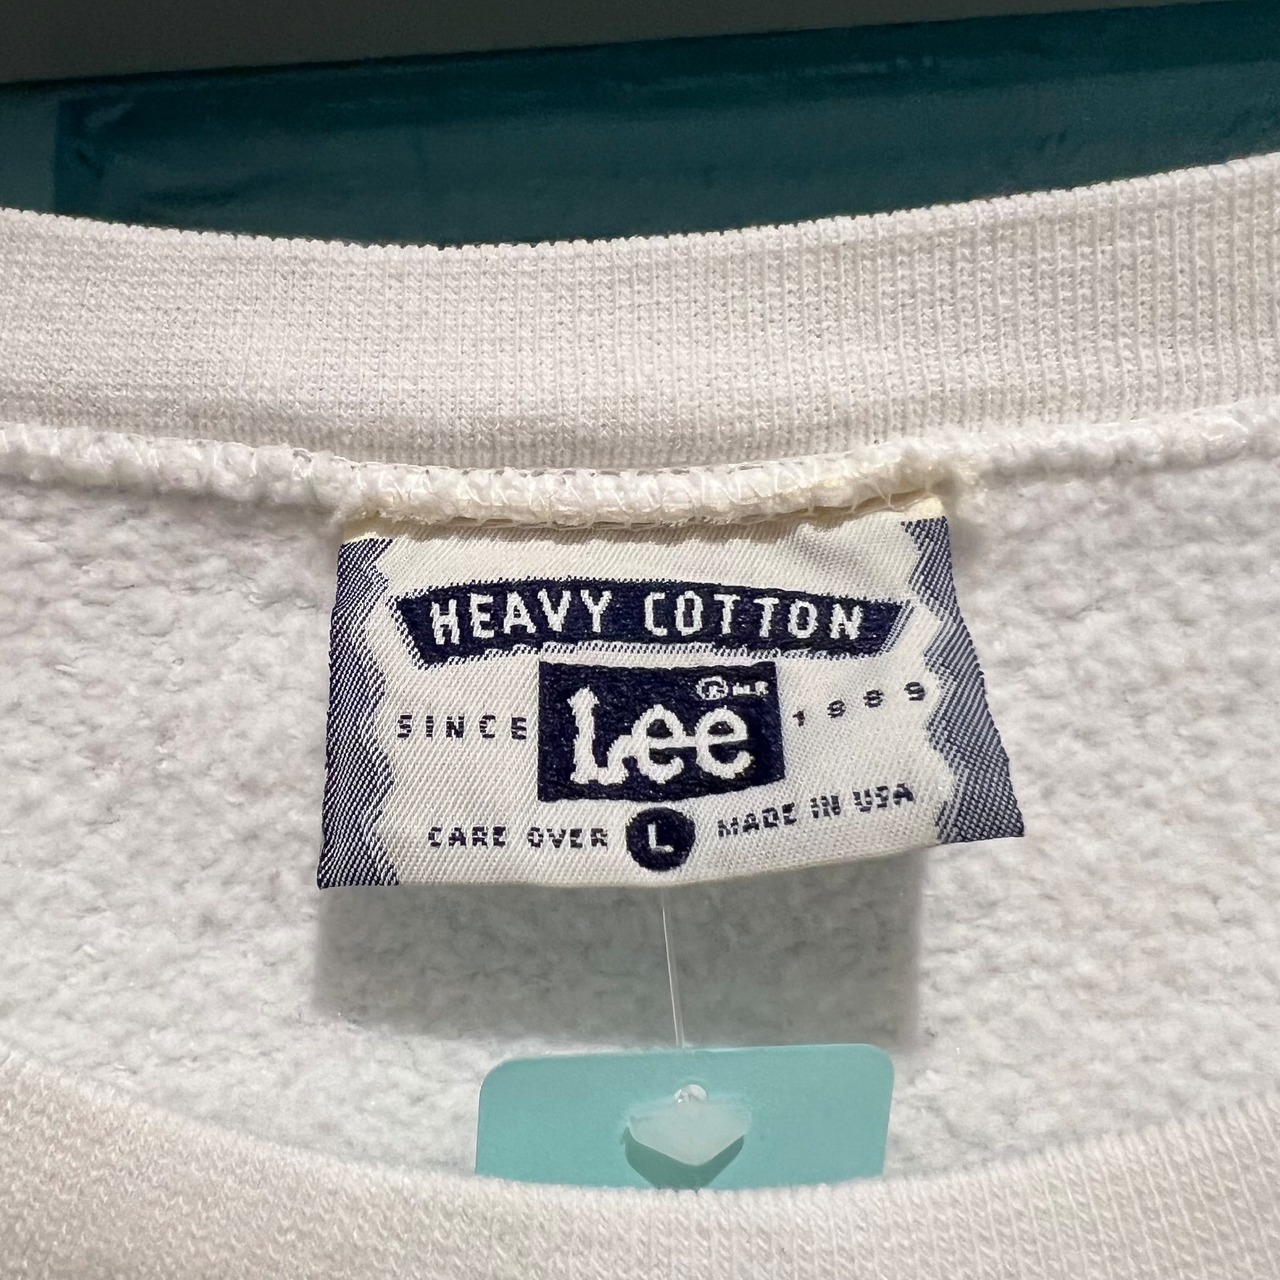 HEAVY COTTON
Lee ® M.R
SINCE 1889
CARE OVER L MADE IN USA